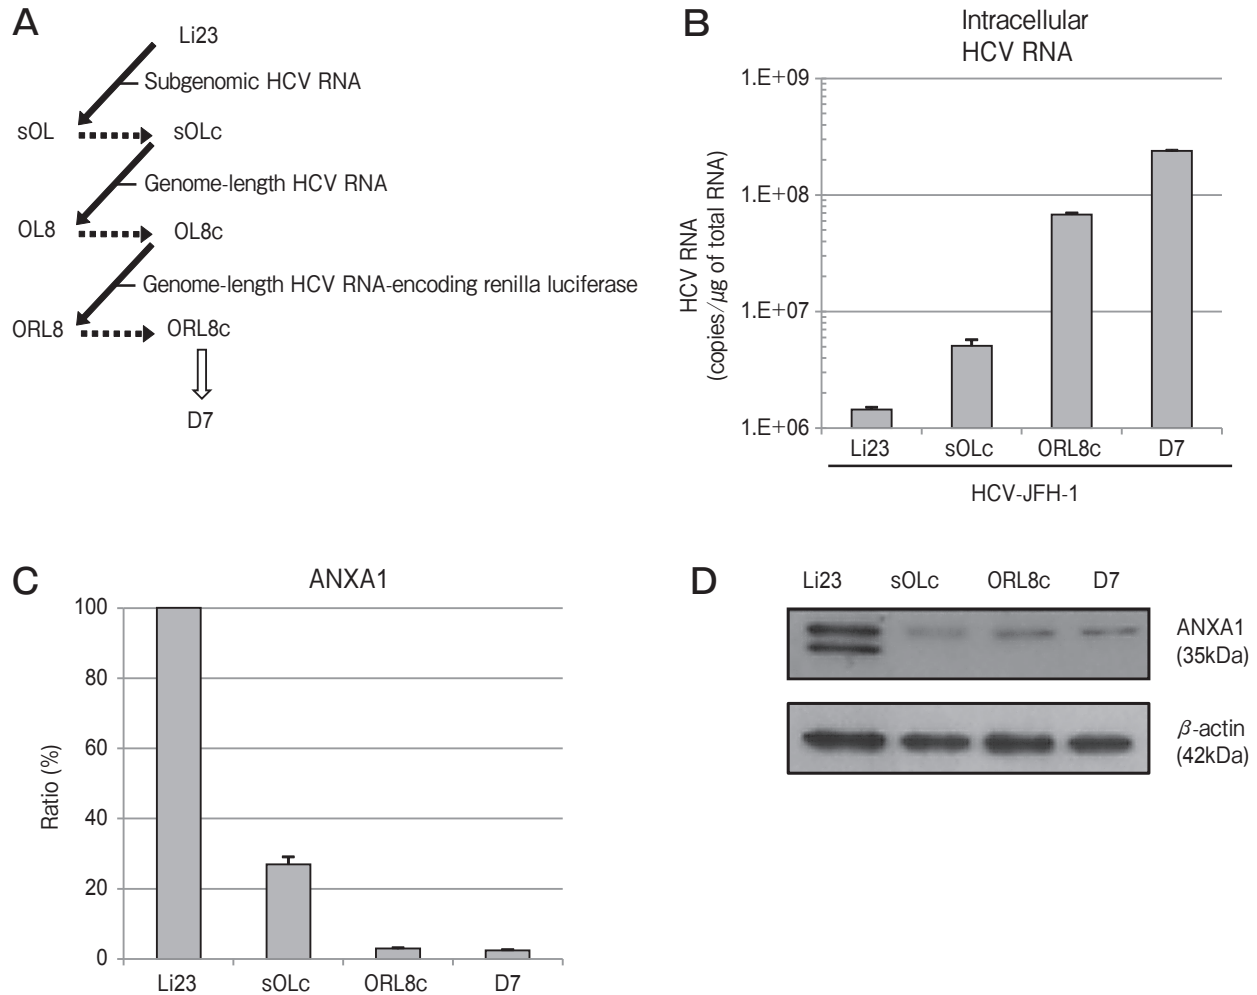 A
Li23
Subgenomic HCV RNA
sOL
sOLc
Genome-length HCV RNA
OL8
OL8c
Genome-length HCV RNA-encoding renilla luciferase
ORL8
ORL8c
D7
B
Intracellular
HCV RNA
1.E+09
1.E+08
1.E+07
1.E+06
HCV RNA
(copies/μg of total RNA)
Li23 sOLc ORL8c D7
HCV-JFH-1
C
ANXA1
100
80
60
40
20
0
Ratio (%)
Li23 sOLc ORL8c D7
D
Li23 sOLc ORL8c D7
ANXA1
(35kDa)
β-actin
(42kDa)